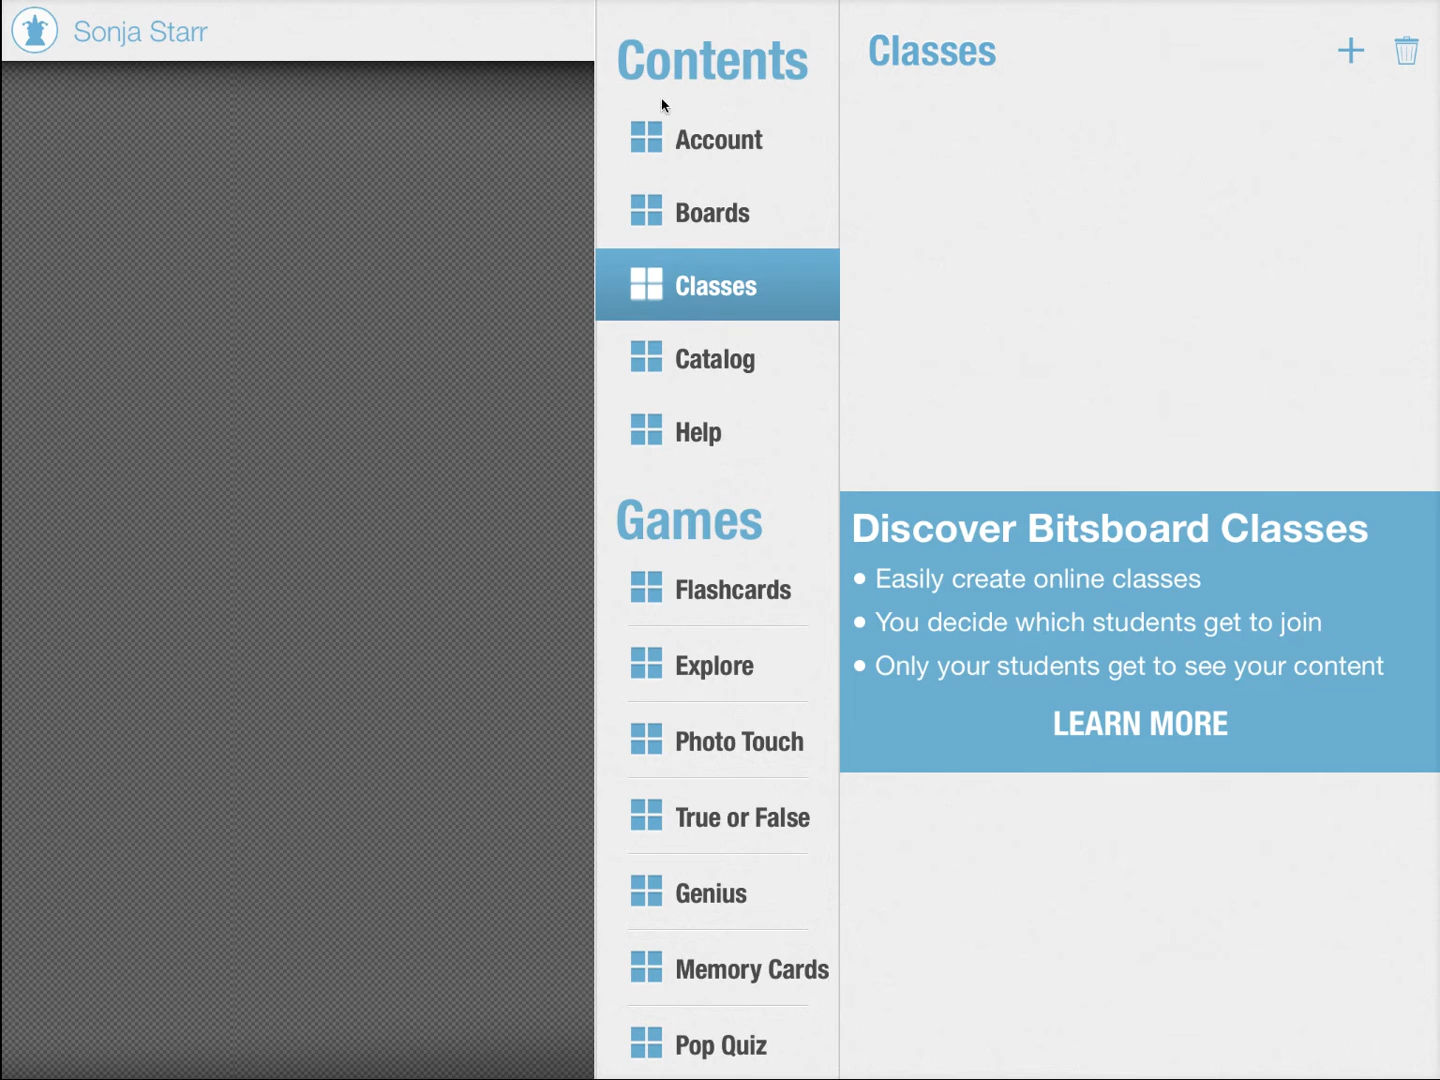 Sonja Starr
Contents
Account
Boards
Classes
Catalog
Help
Games
Flashcards
Explore
Photo Touch
True or False
Genius
Memory Cards
Pop Quiz
Classes
Discover Bitsboard Classes
• Easily create online classes
• You decide which students get to join
• Only your students get to see your content
LEARN MORE